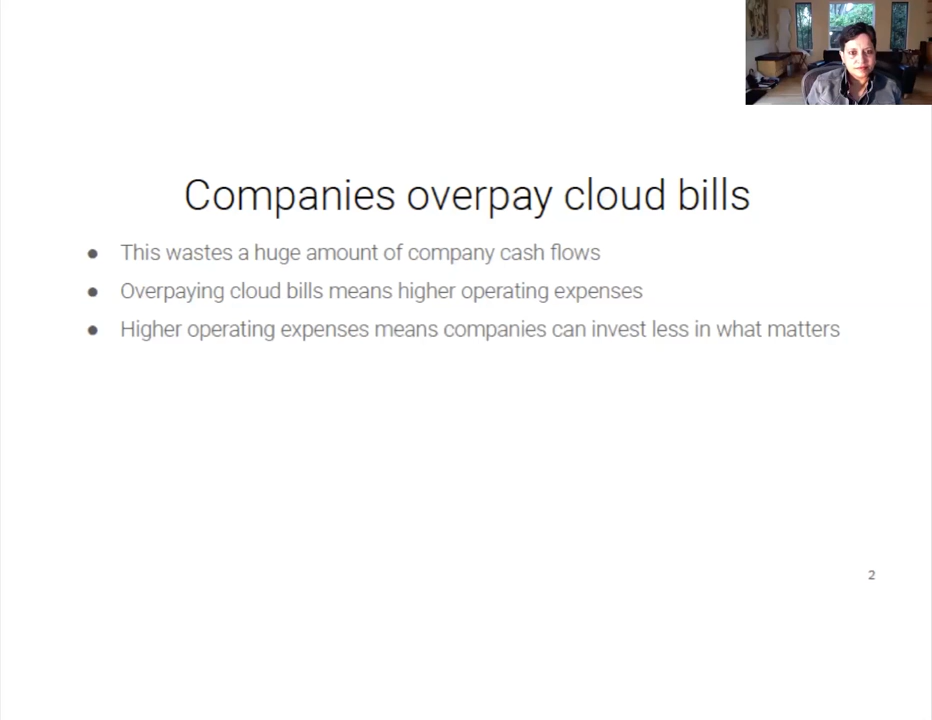 Companies overpay cloud bills
● This wastes a huge amount of company cash flows
● Overpaying cloud bills means higher operating expenses
● Higher operating expenses means companies can invest less in what matters
2